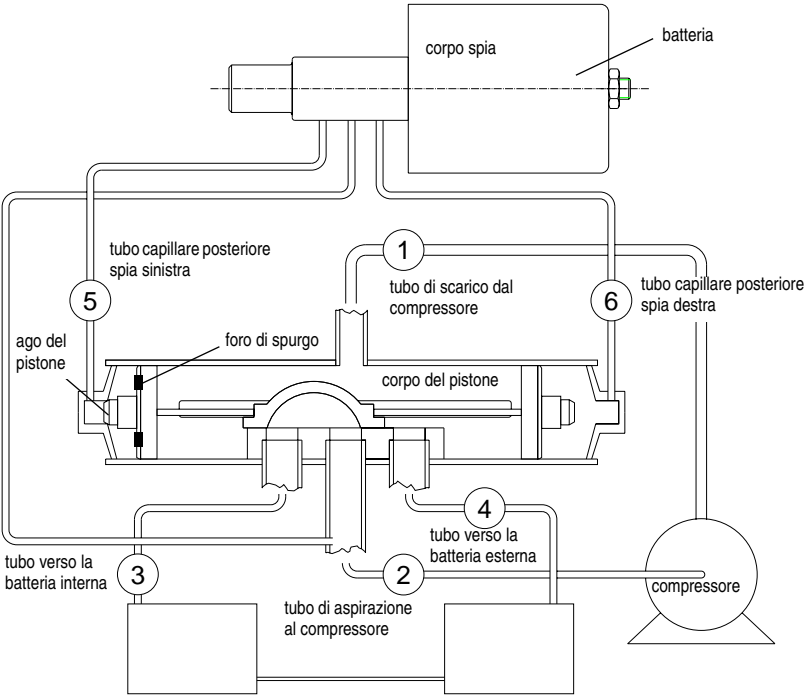 corpo spia
batteria
1
tubo capillare posteriore
spia sinistra
tubo di scarico dal
compressore
tubo capillare posteriore
spia destra
5
6
ago del
pistone
foro di spurgo
corpo del pistone
4
tubo verso la
batteria esterna
tubo verso la
batteria interna
3
2
compressore
tubo di aspirazione
al compressore